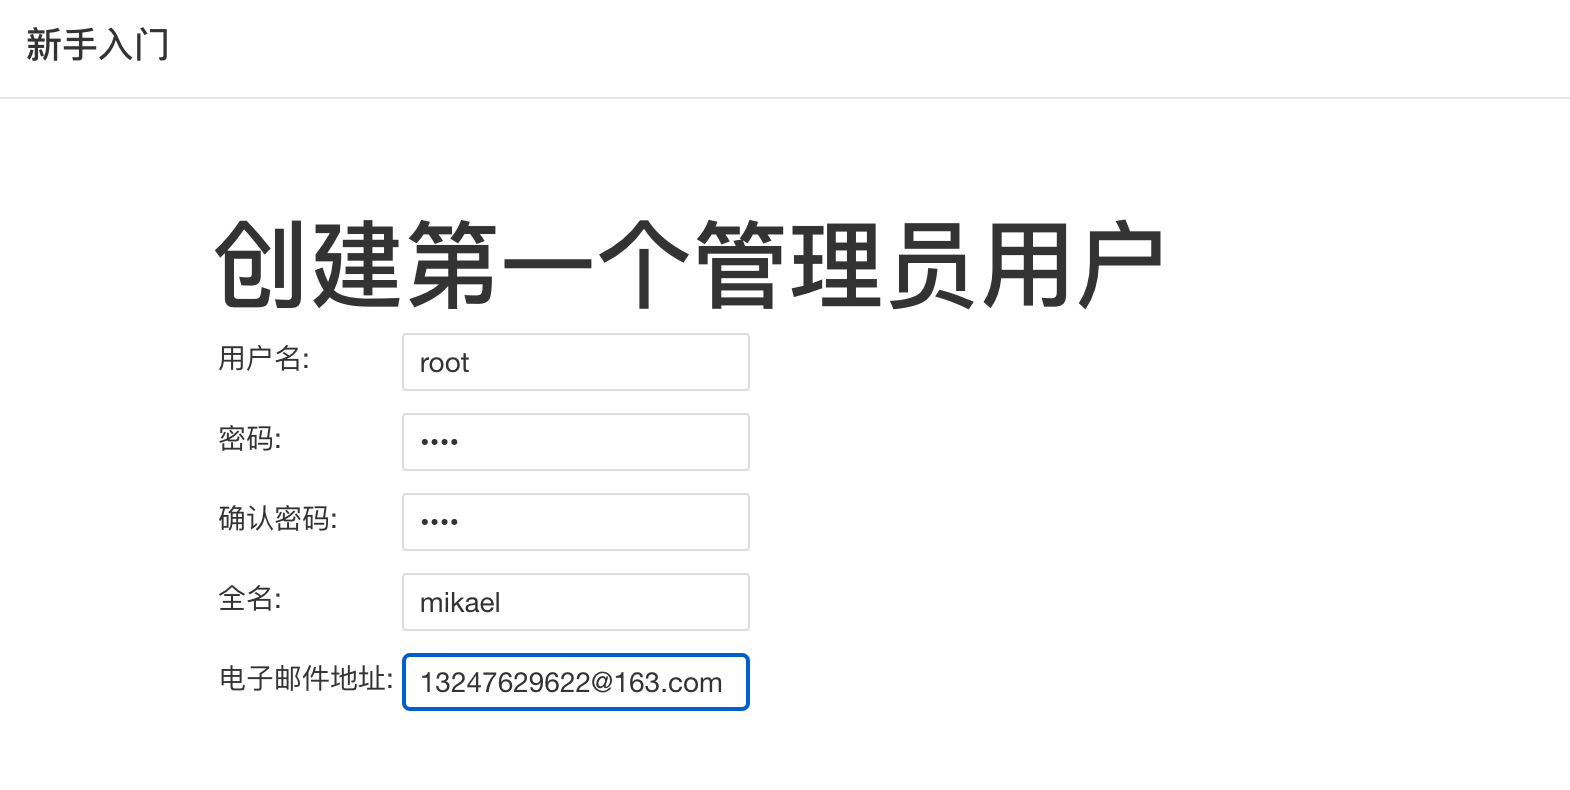 新手入门
创建第一个管理员用户
用户名: root
密码: ••••
确认密码: ••••
全名: mikael
电子邮件地址: 13247629622@163.com